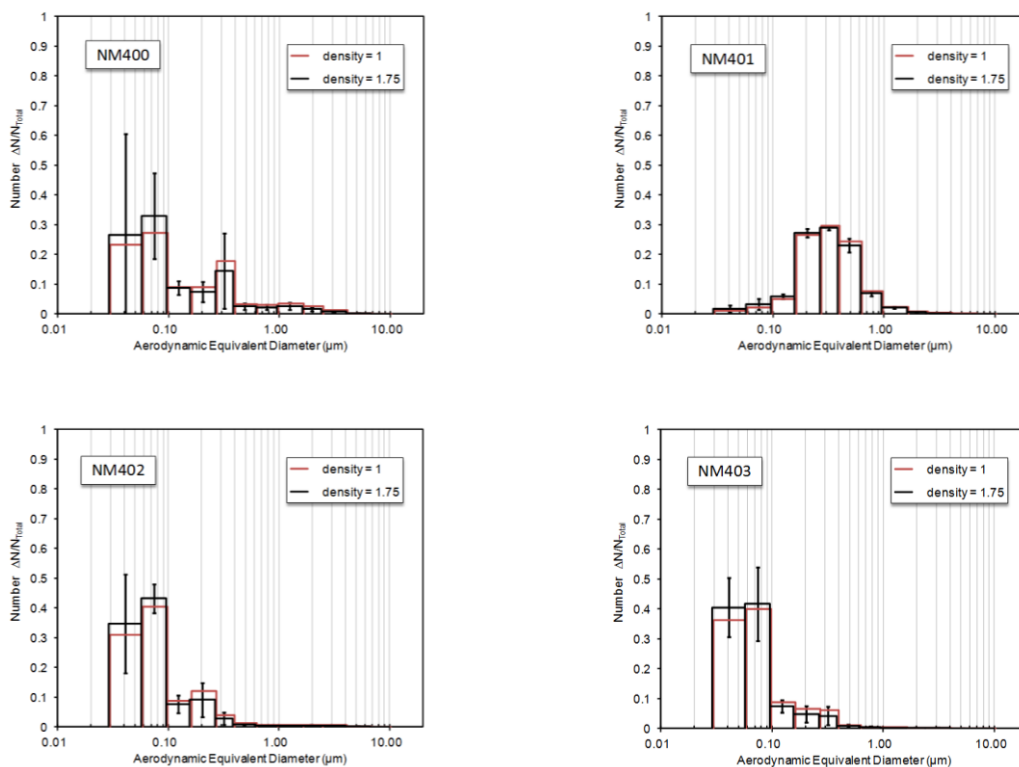 1
0.9
0.8
0.7
0.6
0.5
0.4
0.3
0.2
0.1
0
Number ΔN/N_Total
NM400
density = 1
density = 1.75
0.01 0.10 1.00 10.00
Aerodynamic Equivalent Diameter (µm)
1
0.9
0.8
0.7
0.6
0.5
0.4
0.3
0.2
0.1
0
Number ΔN/N_Total
NM401
density = 1
density = 1.75
0.01 0.10 1.00 10.00
Aerodynamic Equivalent Diameter (µm)
1
0.9
0.8
0.7
0.6
0.5
0.4
0.3
0.2
0.1
0
Number ΔN/N_Total
NM402
density = 1
density = 1.75
0.01 0.10 1.00 10.00
Aerodynamic Equivalent Diameter (µm)
1
0.9
0.8
0.7
0.6
0.5
0.4
0.3
0.2
0.1
0
Number ΔN/N_Total
NM403
density = 1
density = 1.75
0.01 0.10 1.00 10.00
Aerodynamic Equivalent Diameter (µm)